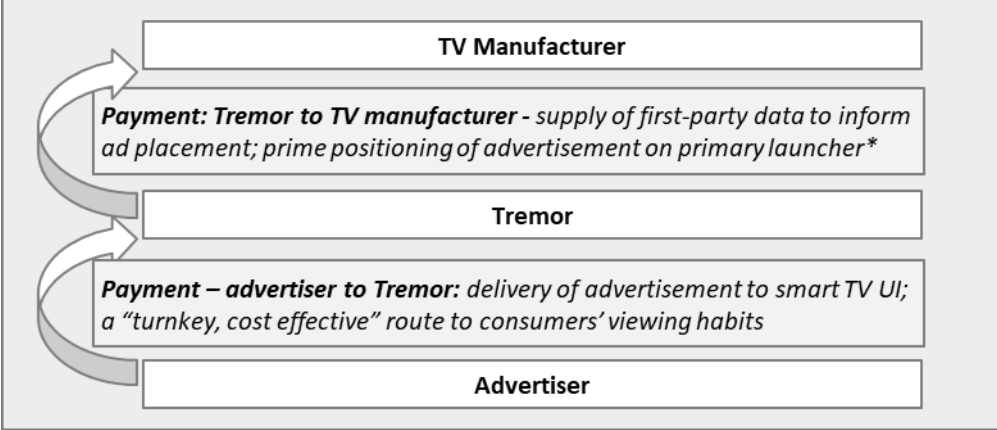 TV Manufacturer
Payment: Tremor to TV manufacturer - supply of first-party data to inform
ad placement; prime positioning of advertisement on primary launcher*
Tremor
Payment – advertiser to Tremor: delivery of advertisement to smart TV UI;
a “turnkey, cost effective” route to consumers’ viewing habits
Advertiser